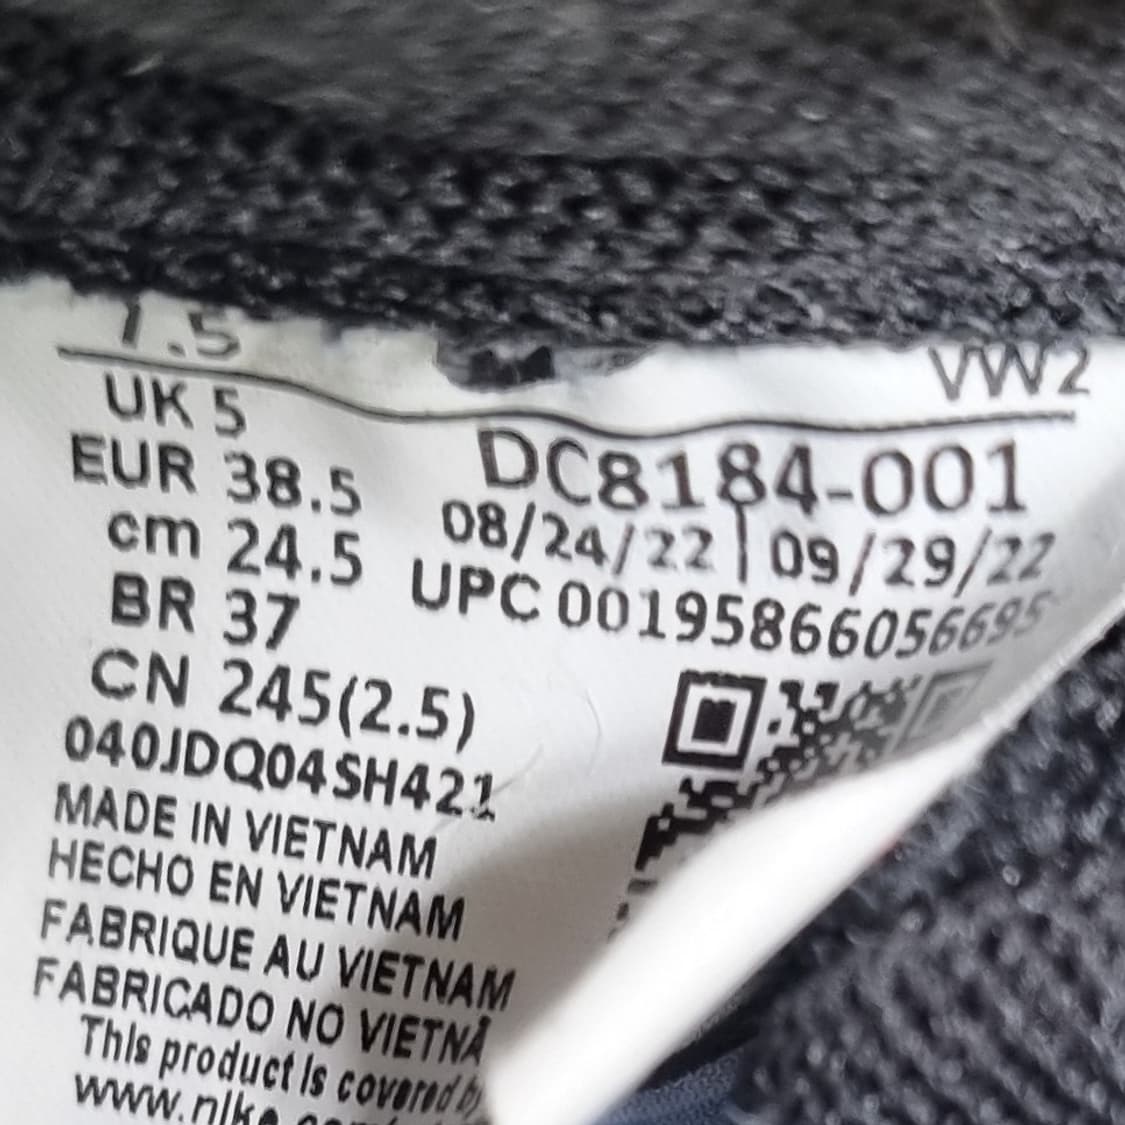 7.5
VW2
UK 5
EUR 38.5
cm 24.5
BR 37
CN 245(2.5)
040JDQ04SH421
DC8184-001
08/24/22 | 09/29/22
UPC 00195866056695
MADE IN VIETNAM
HECHO EN VIETNAM
FABRIQUE AU VIETNAM
FABRICADO NO VIETNÃ
This product is covered by
www.nike.com